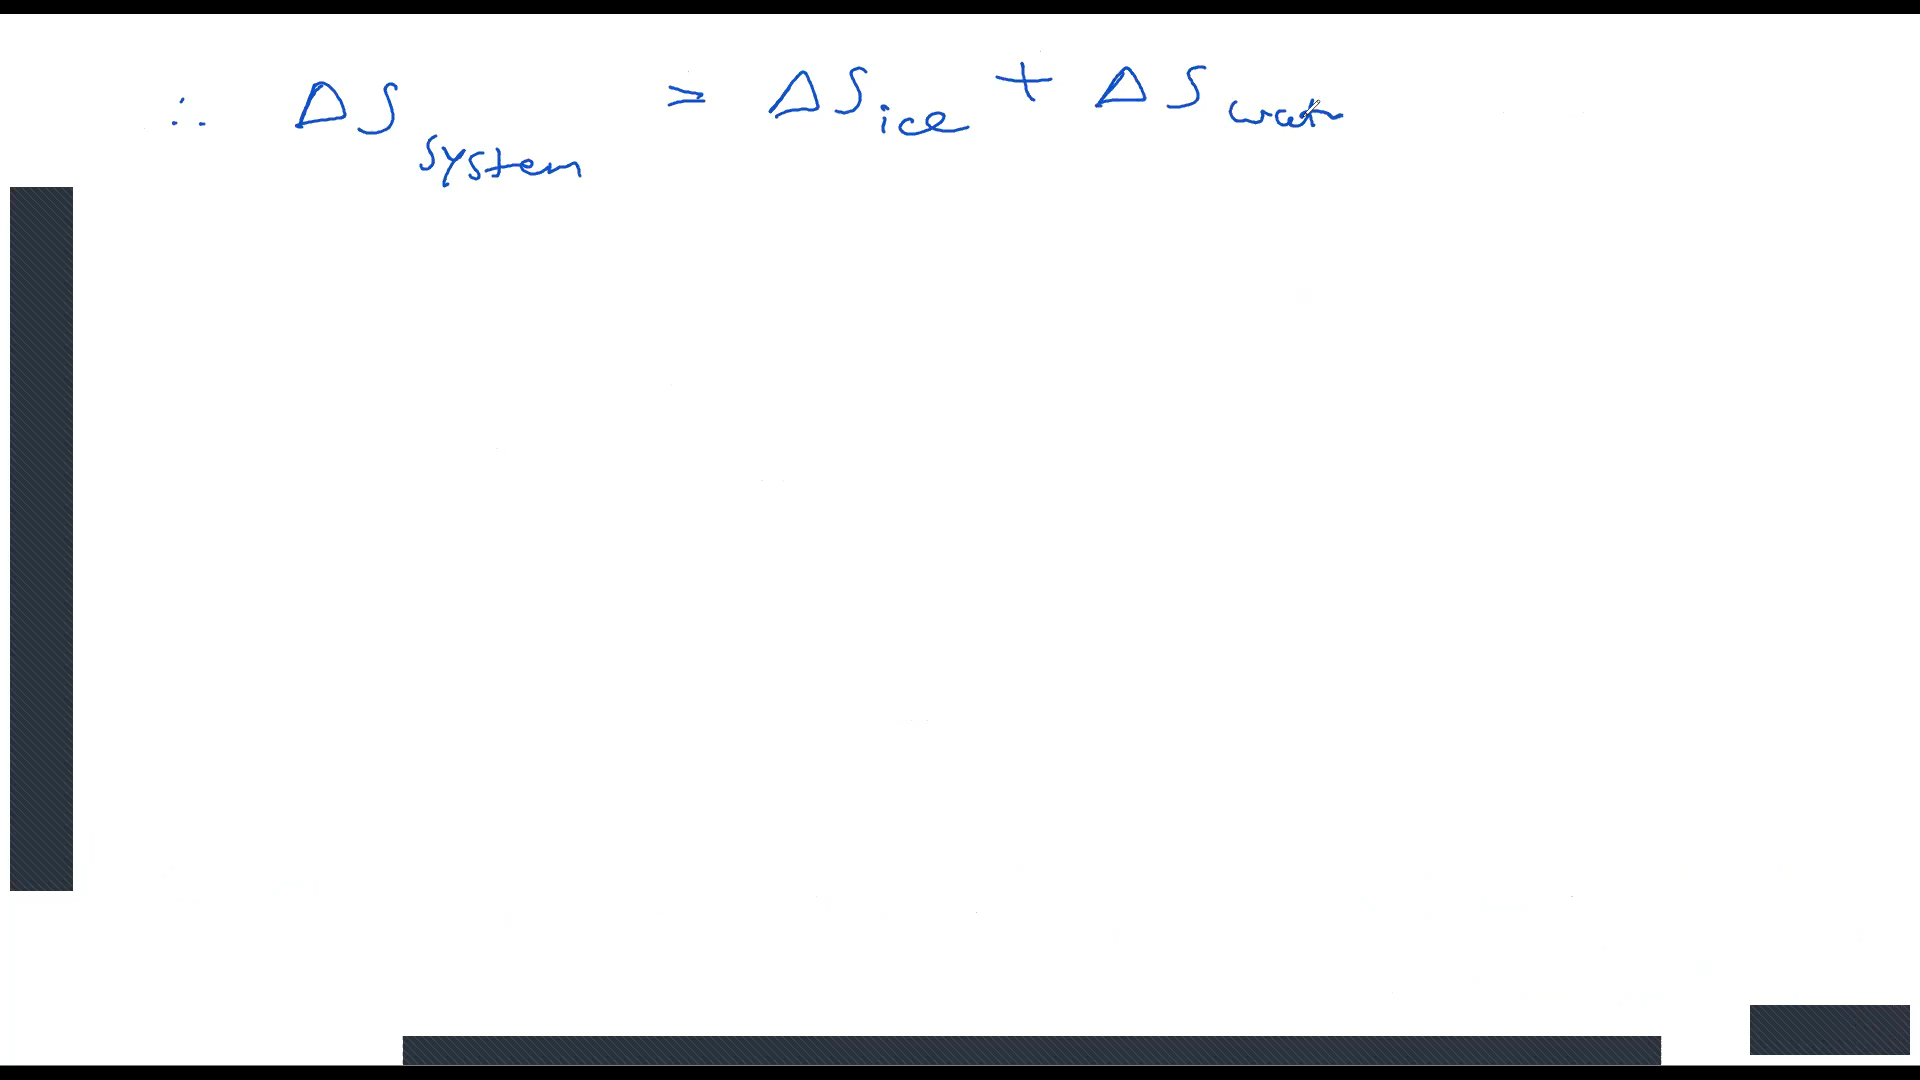 ∴ ΔS system = ΔS ice + ΔS water